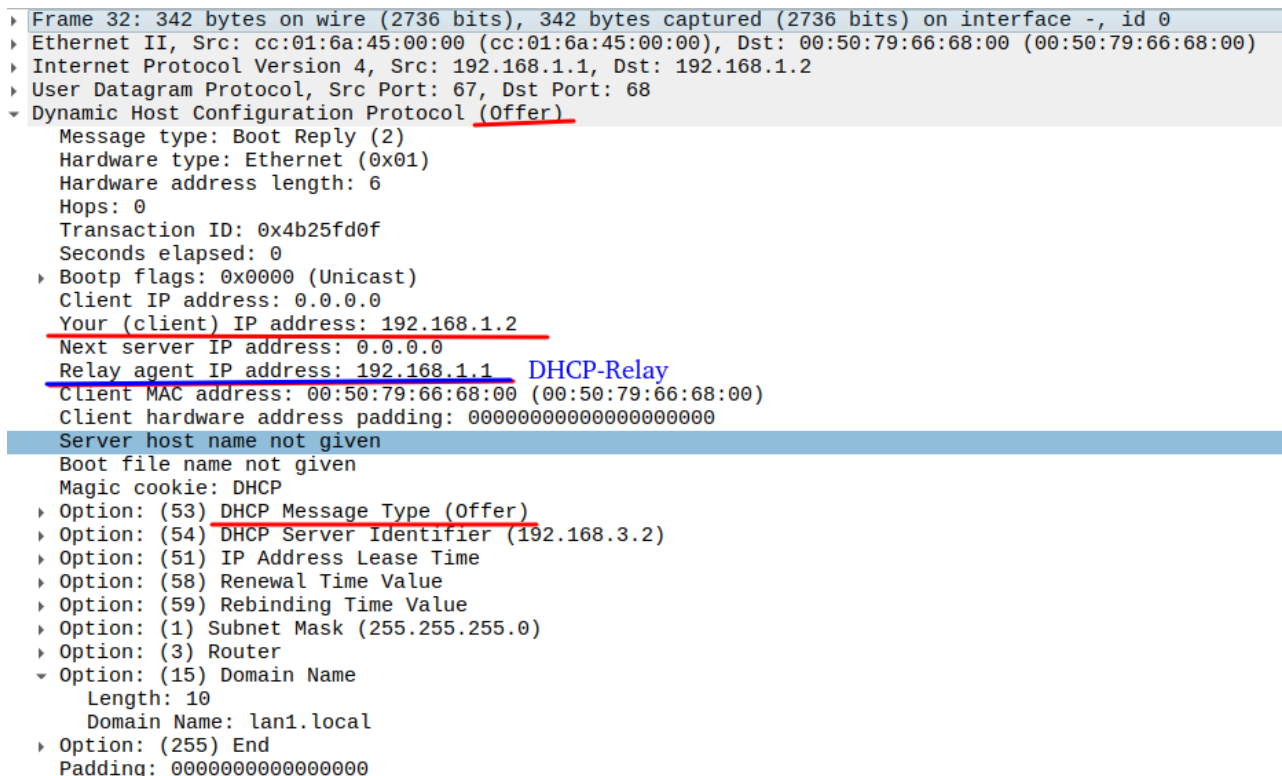 Frame 32: 342 bytes on wire (2736 bits), 342 bytes captured (2736 bits) on interface -, id 0
Ethernet II, Src: cc:01:6a:45:00:00 (cc:01:6a:45:00:00), Dst: 00:50:79:66:68:00 (00:50:79:66:68:00)
Internet Protocol Version 4, Src: 192.168.1.1, Dst: 192.168.1.2
User Datagram Protocol, Src Port: 67, Dst Port: 68
Dynamic Host Configuration Protocol (Offer)
Message type: Boot Reply (2)
Hardware type: Ethernet (0x01)
Hardware address length: 6
Hops: 0
Transaction ID: 0x4b25fd0f
Seconds elapsed: 0
Bootp flags: 0x0000 (Unicast)
Client IP address: 0.0.0.0
Your (client) IP address: 192.168.1.2
Next server IP address: 0.0.0.0
Relay agent IP address: 192.168.1.1 DHCP-Relay
Client MAC address: 00:50:79:66:68:00 (00:50:79:66:68:00)
Client hardware address padding: 00000000000000000000
Server host name not given
Boot file name not given
Magic cookie: DHCP
Option: (53) DHCP Message Type (Offer)
Option: (54) DHCP Server Identifier (192.168.3.2)
Option: (51) IP Address Lease Time
Option: (58) Renewal Time Value
Option: (59) Rebinding Time Value
Option: (1) Subnet Mask (255.255.255.0)
Option: (3) Router
Option: (15) Domain Name
Length: 10
Domain Name: lan1.local
Option: (255) End
Padding: 0000000000000000